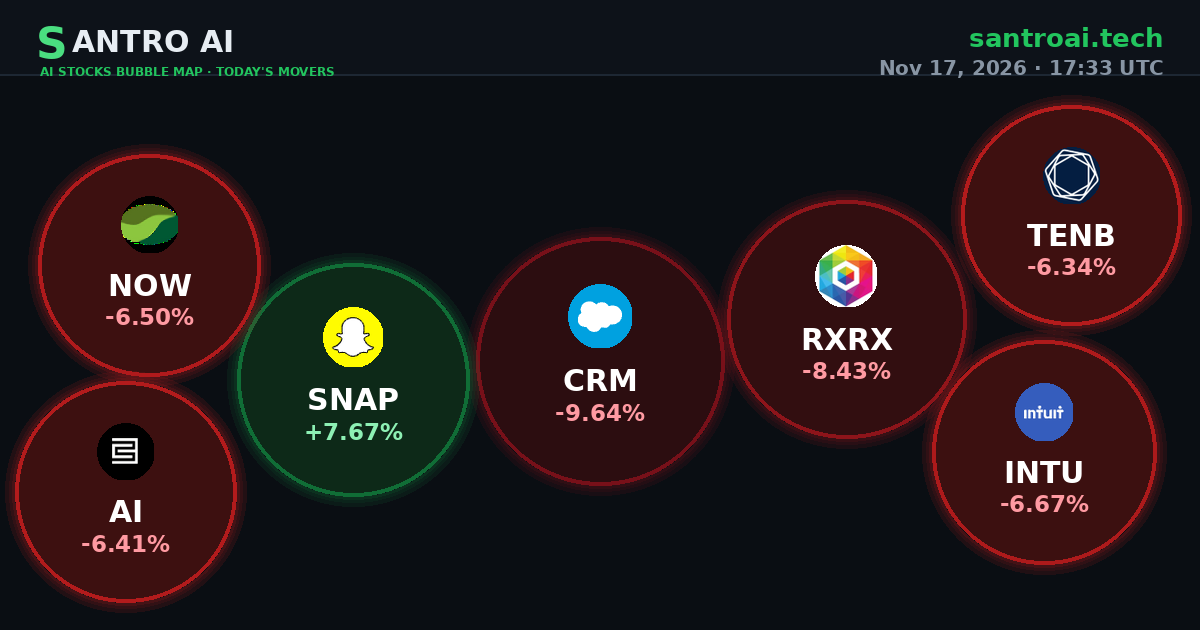 SANTRO AI
AI STOCKS BUBBLE MAP · TODAY'S MOVERS
santroai.tech
Nov 17, 2026 · 17:33 UTC
NOW
-6.50%
AI
-6.41%
SNAP
+7.67%
CRM
-9.64%
RXRX
-8.43%
TENB
-6.34%
INTUIT
INTU
-6.67%